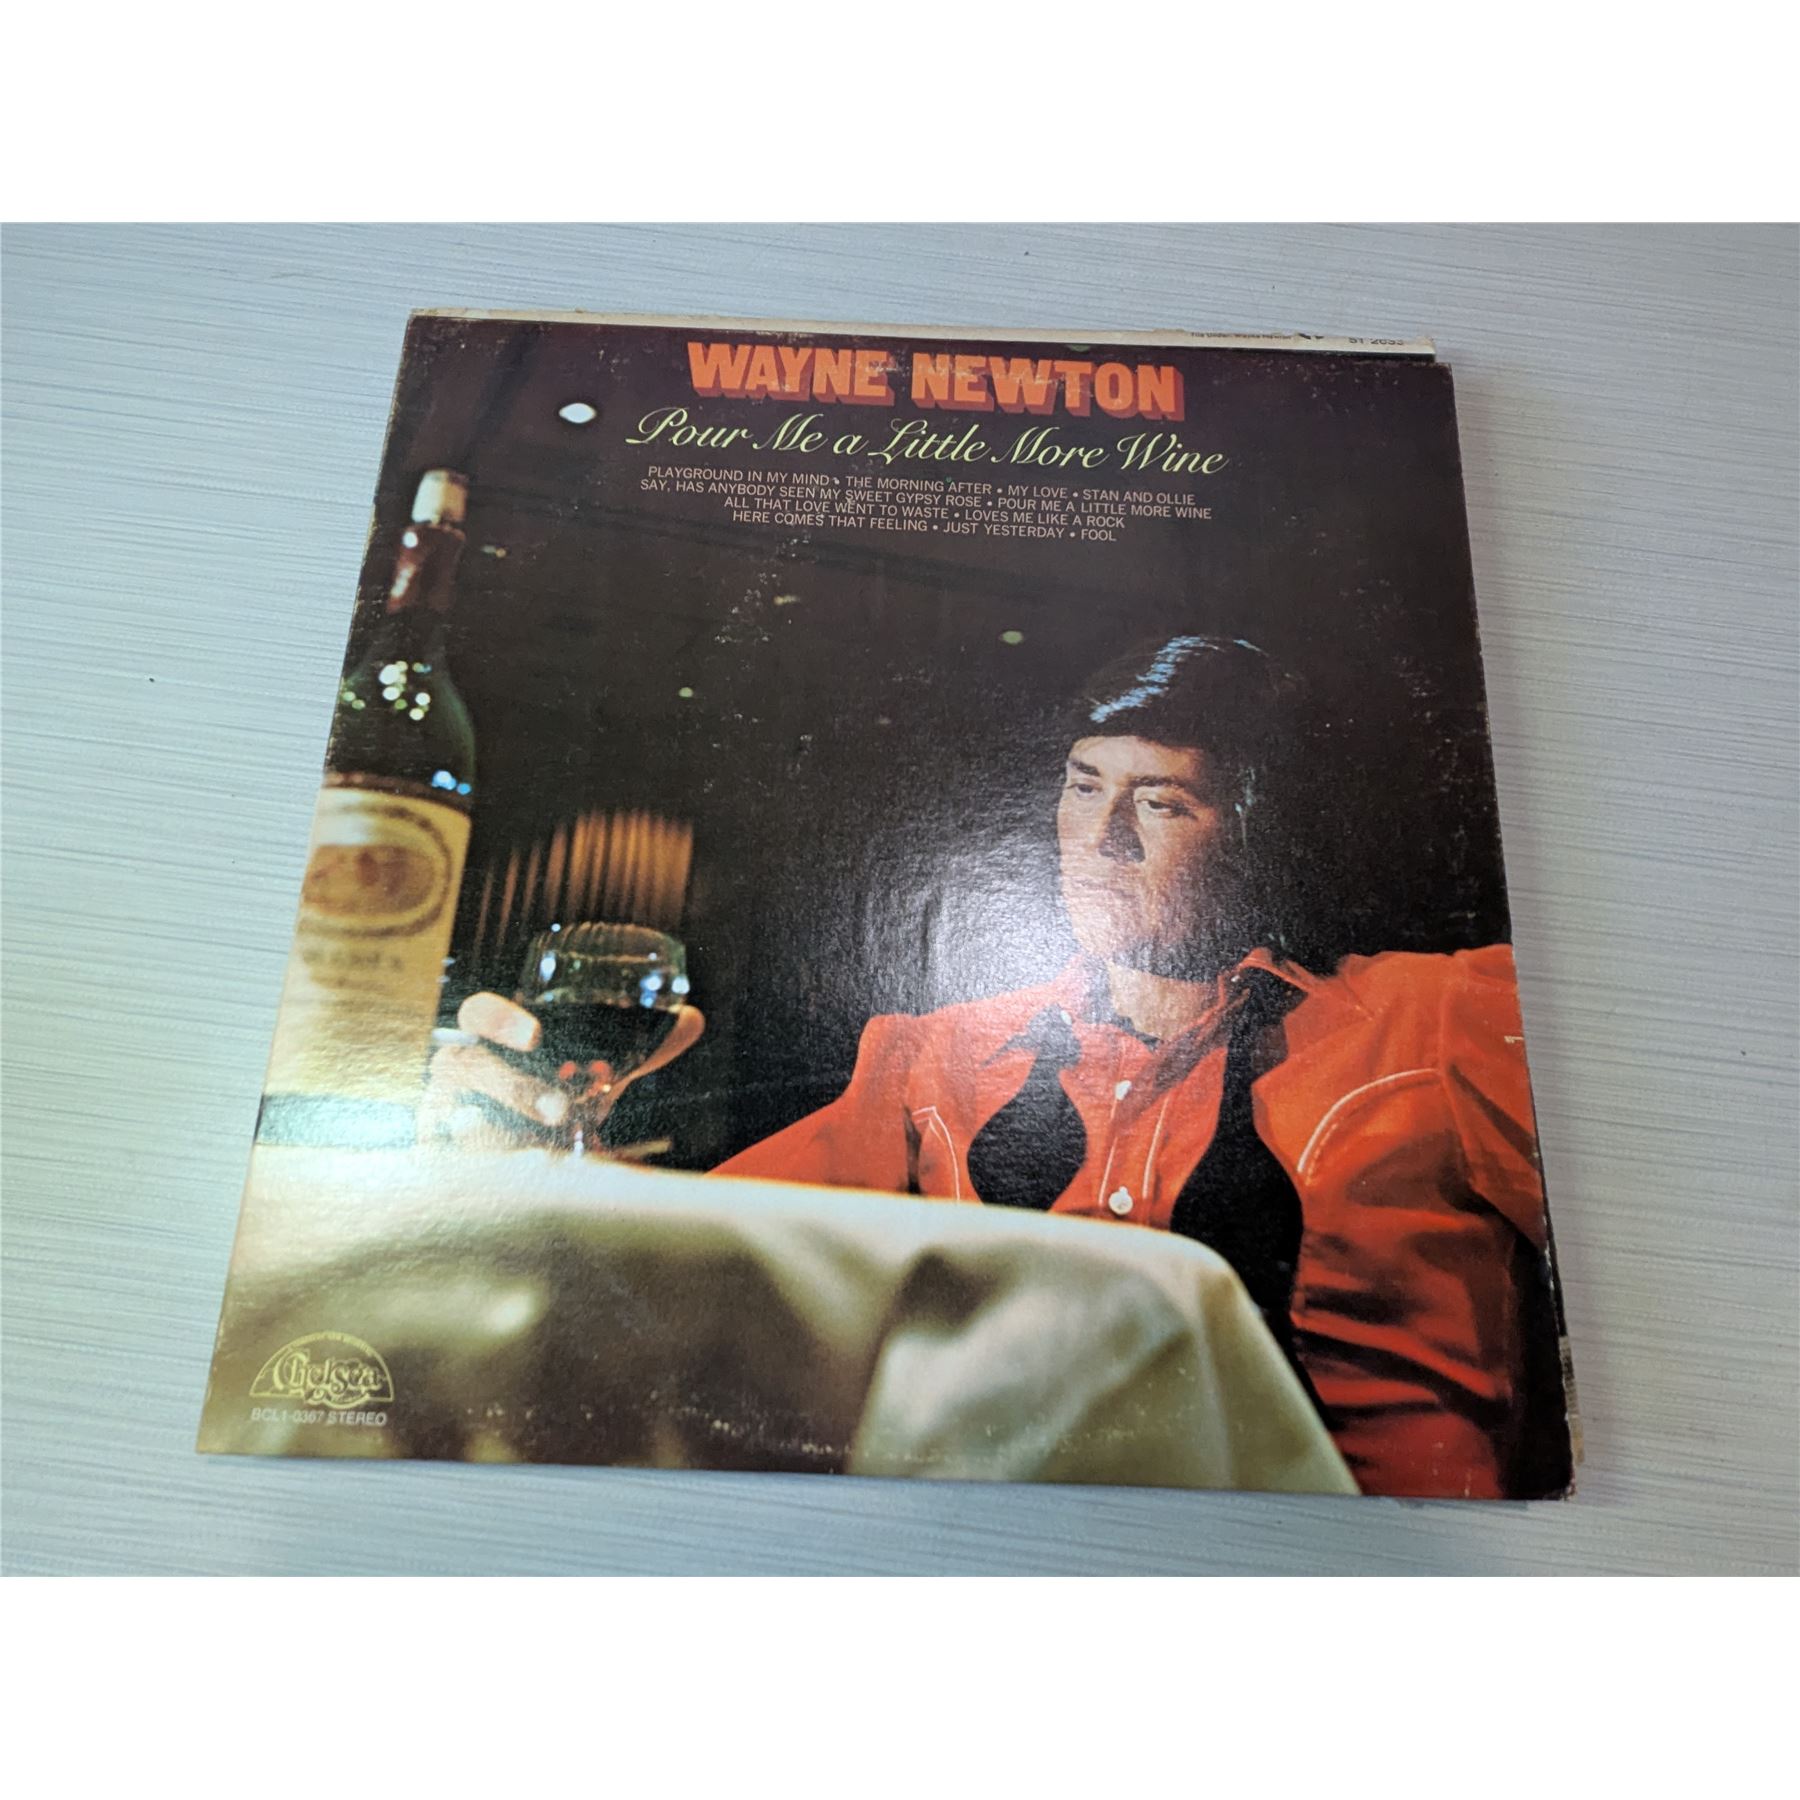 ST 2635
WAYNE NEWTON
Pour Me a Little More Wine
PLAYGROUND IN MY MIND • THE MORNING AFTER • MY LOVE • STAN AND OLLIE
SAY, HAS ANYBODY SEEN MY SWEET GYPSY ROSE • POUR ME A LITTLE MORE WINE
ALL THAT LOVE WENT TO WASTE • LOVES ME LIKE A ROCK
HERE COMES THAT FEELING • JUST YESTERDAY • FOOL
Chelsea
BCL1-0367 STEREO